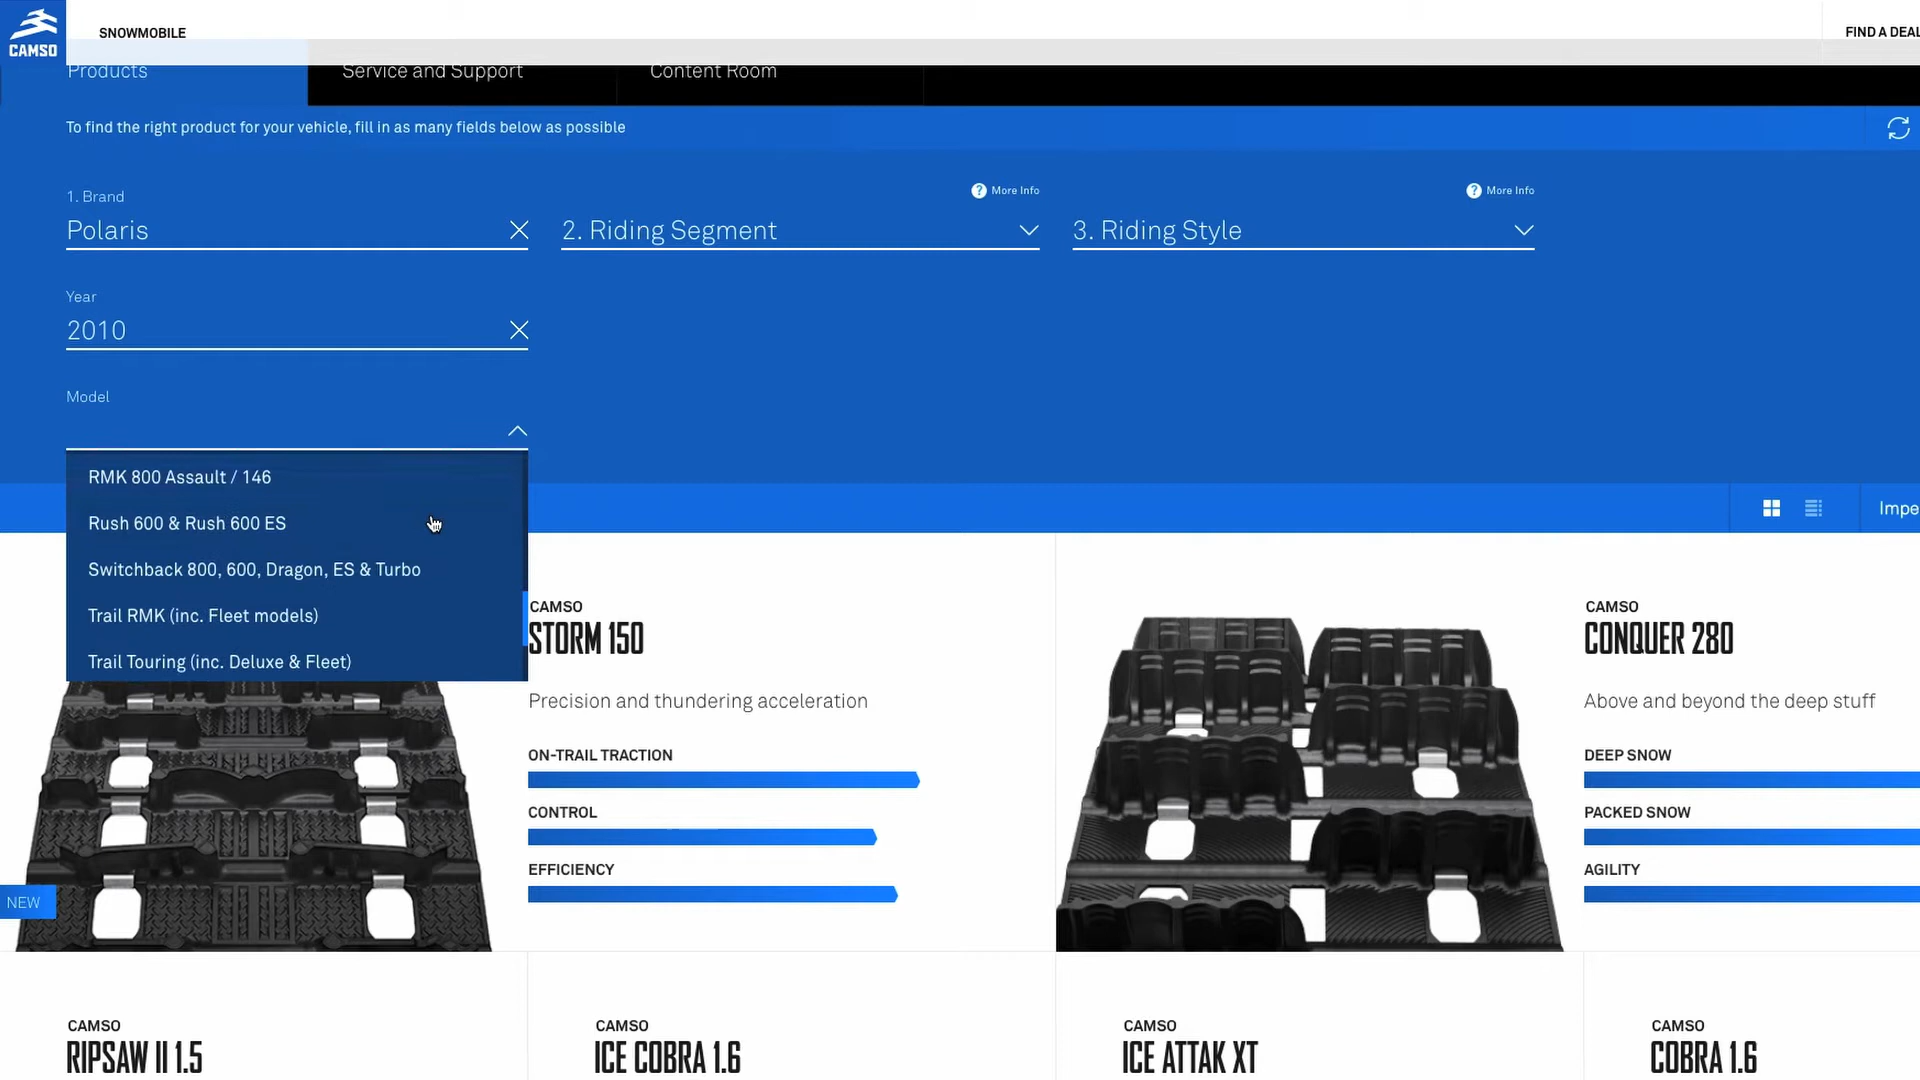 CAMSO
SNOWMOBILE
FIND A DEAL
Products
Service and Support
Content Room
To find the right product for your vehicle, fill in as many fields below as possible
1. Brand
Polaris
? More Info
2. Riding Segment
? More Info
3. Riding Style
Year
2010
Model
RMK 800 Assault / 146
Rush 600 & Rush 600 ES
Switchback 800, 600, Dragon, ES & Turbo
Trail RMK (inc. Fleet models)
Trail Touring (inc. Deluxe & Fleet)
Impe
CAMSO
STORM 150
Precision and thundering acceleration
ON-TRAIL TRACTION
CONTROL
EFFICIENCY
NEW
CAMSO
CONQUER 280
Above and beyond the deep stuff
DEEP SNOW
PACKED SNOW
AGILITY
CAMSO
RIPSAW II 1.5
CAMSO
ICE COBRA 1.6
CAMSO
ICE ATTAK XT
CAMSO
COBRA 1.6